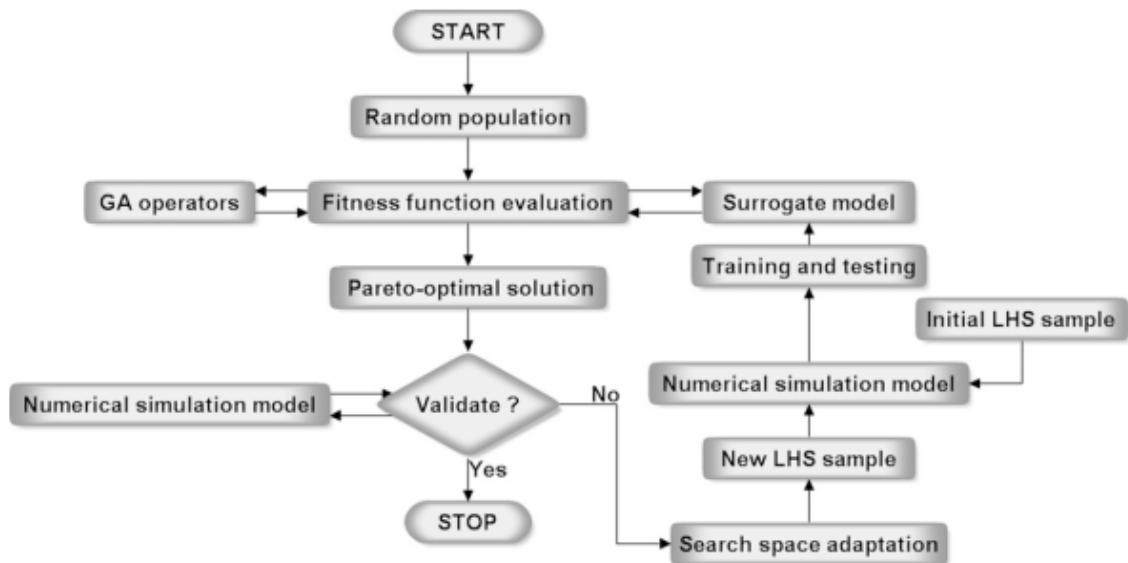 START
Random population
GA operators
Fitness function evaluation
Surrogate model
Training and testing
Pareto-optimal solution
Initial LHS sample
Numerical simulation model
Validate ?
No
Numerical simulation model
New LHS sample
Yes
STOP
Search space adaptation